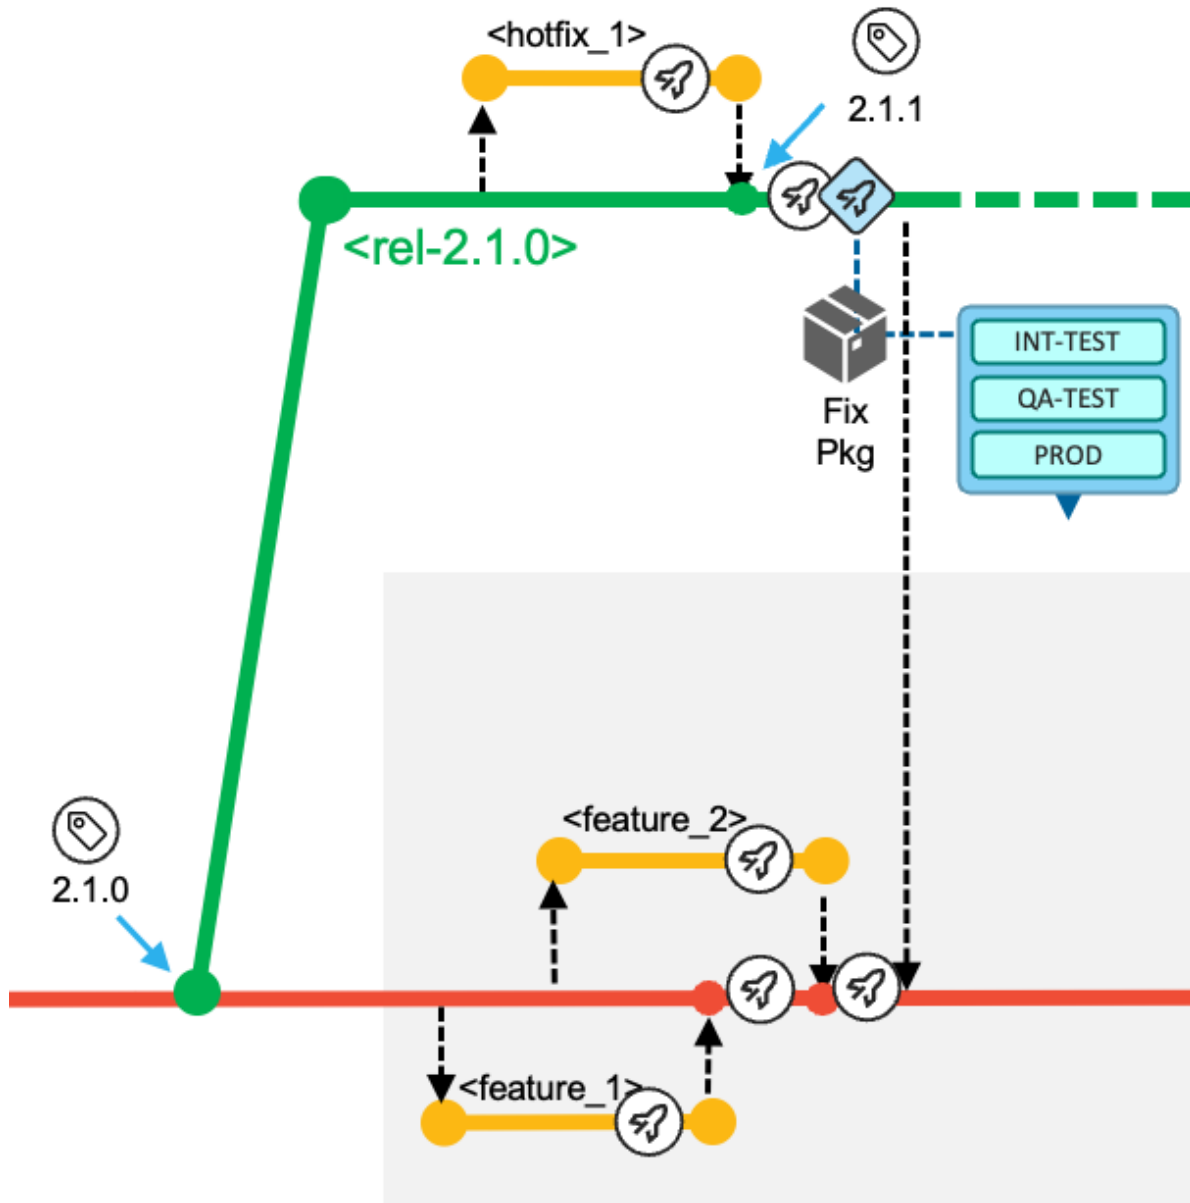 <hotfix_1>
2.1.1
<rel-2.1.0>
INT-TEST
QA-TEST
PROD
Fix
Pkg
<feature_2>
2.1.0
<feature_1>